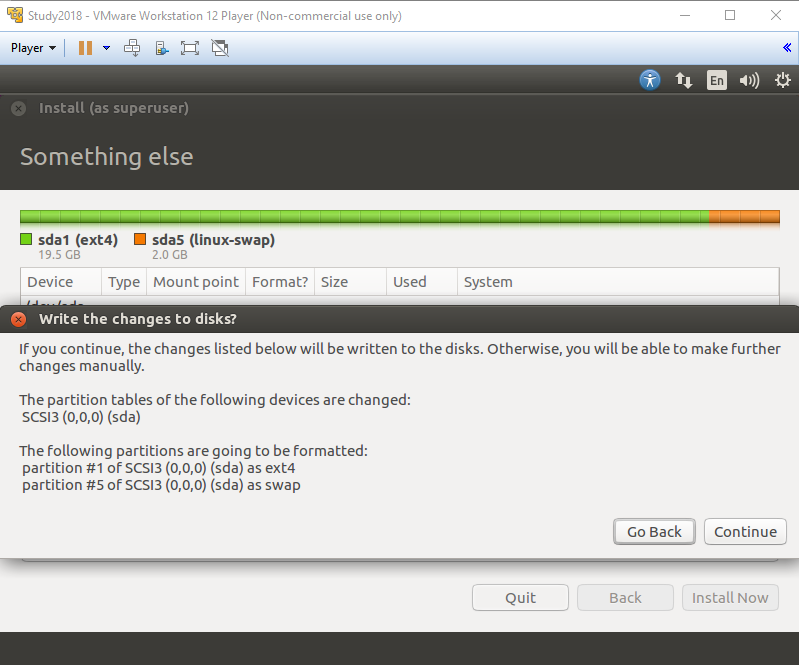 Study2018 - VMware Workstation 12 Player (Non-commercial use only)
Player
En
Install (as superuser)
Something else
sda1 (ext4)
19.5 GB
sda5 (linux-swap)
2.0 GB
Device Type Mount point Format? Size Used System
/dev/sda
Write the changes to disks?
If you continue, the changes listed below will be written to the disks. Otherwise, you will be able to make further
changes manually.
The partition tables of the following devices are changed:
SCSI3 (0,0,0) (sda)
The following partitions are going to be formatted:
partition #1 of SCSI3 (0,0,0) (sda) as ext4
partition #5 of SCSI3 (0,0,0) (sda) as swap
Go Back Continue
Quit Back Install Now